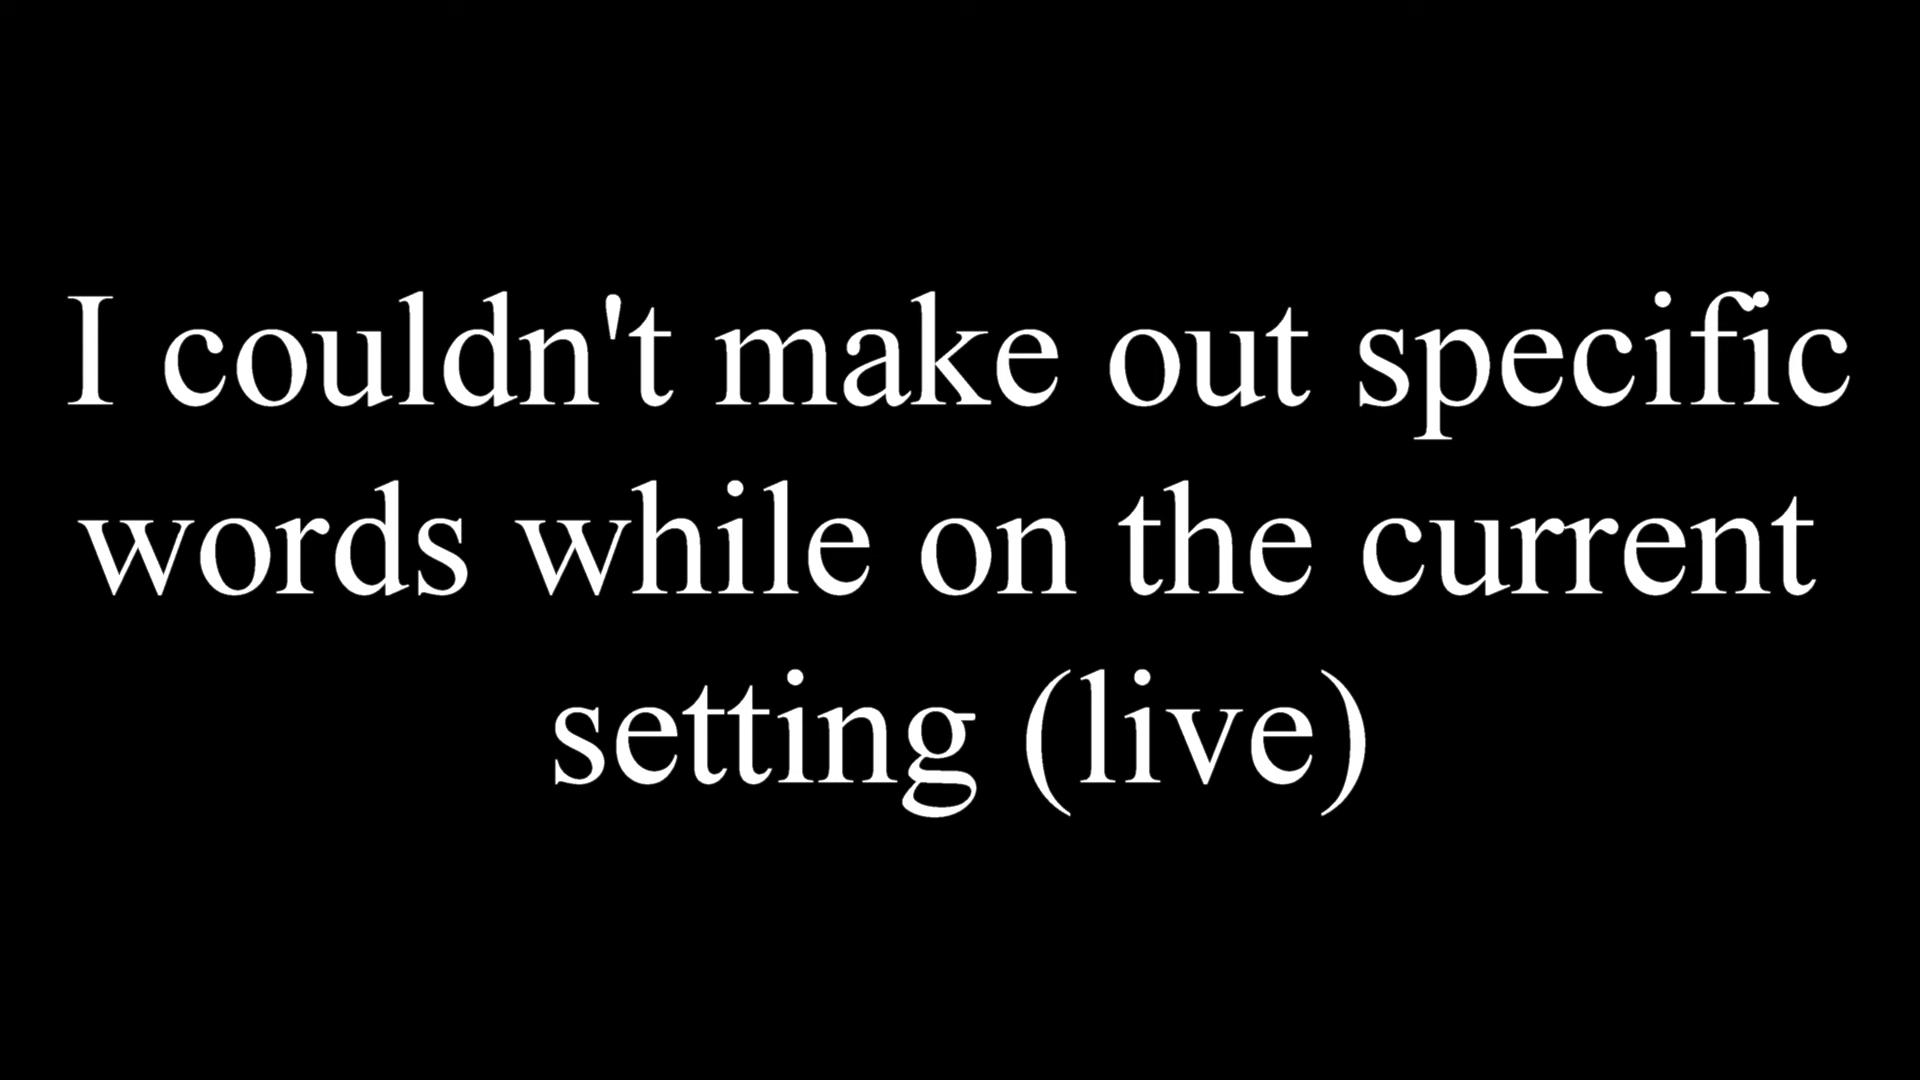 I couldn't make out specific
words while on the current
setting (live)